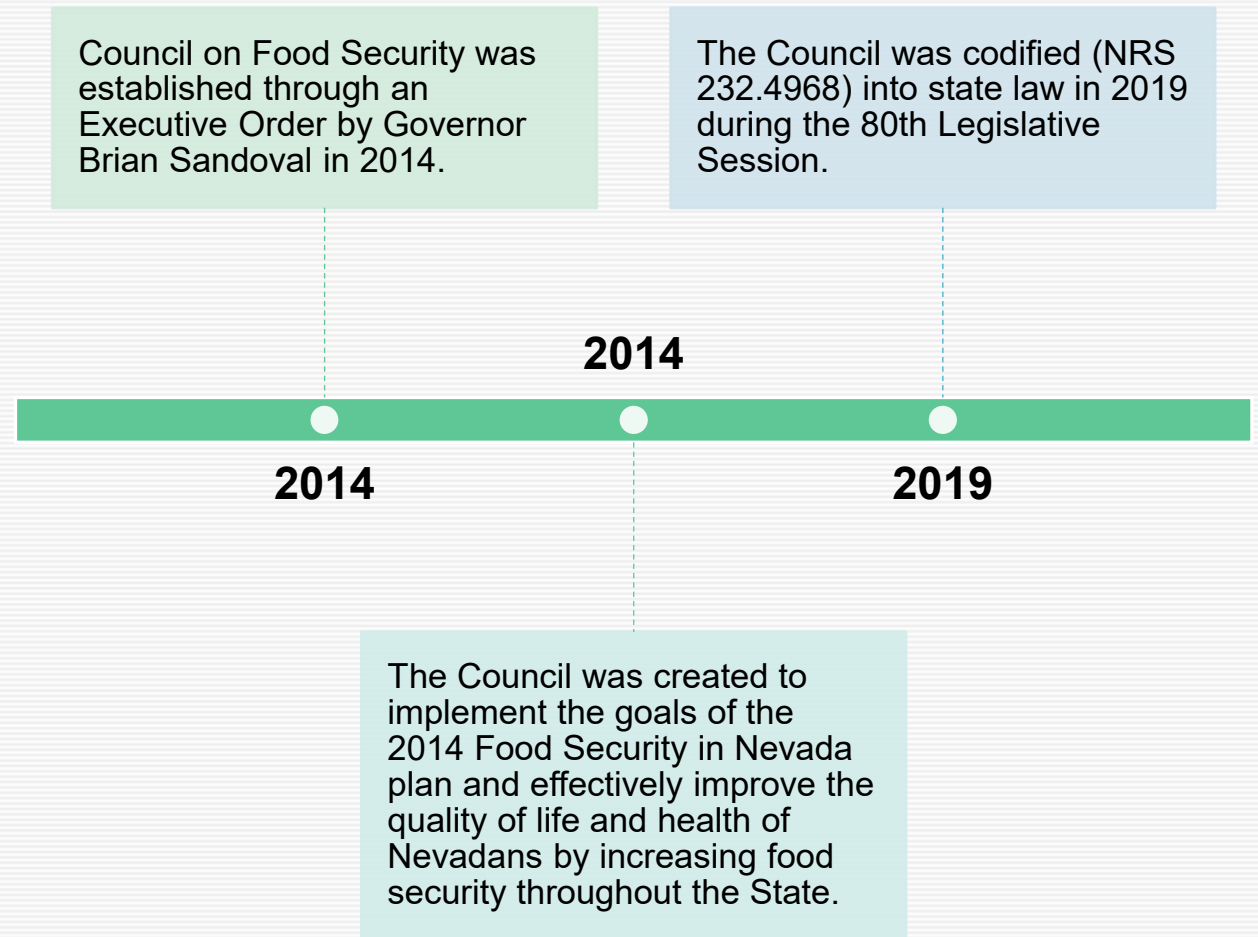 Council on Food Security was
established through an
Executive Order by Governor
Brian Sandoval in 2014.
The Council was codified (NRS
232.4968) into state law in 2019
during the 80th Legislative
Session.
2014
2014
2019
The Council was created to
implement the goals of the
2014 Food Security in Nevada
plan and effectively improve the
quality of life and health of
Nevadans by increasing food
security throughout the State.